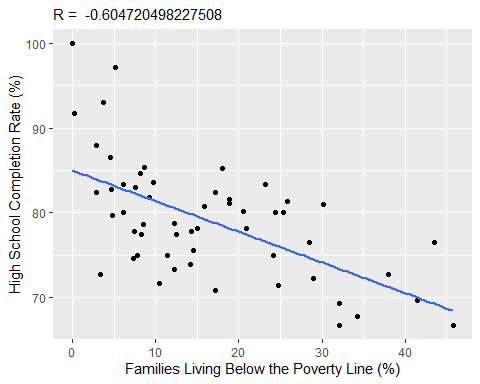 R =  -0.604720498227508
High School Completion Rate (%)
100
90
80
70
0 10 20 30 40
Families Living Below the Poverty Line (%)